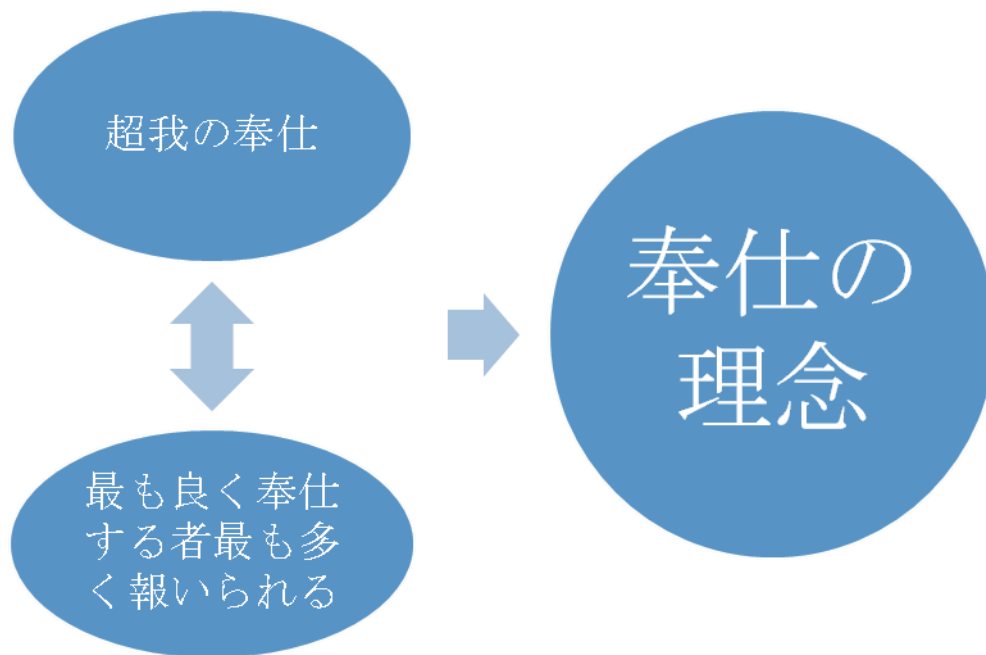 超我の奉仕
最も良く奉仕
する者最も多
く報いられる
奉仕の
理念